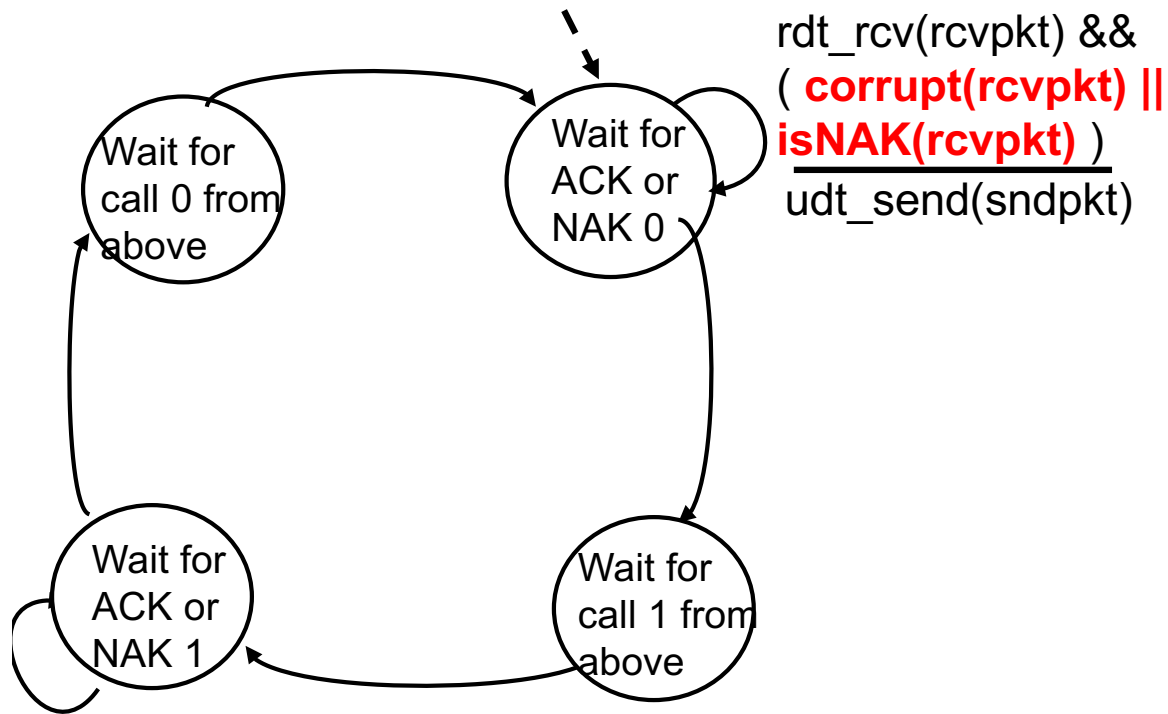 rdt_rcv(rcvpkt) &&
( corrupt(rcvpkt) ||
isNAK(rcvpkt) )
udt_send(sndpkt)
Wait for
call 0 from
above
Wait for
ACK or
NAK 0
Wait for
ACK or
NAK 1
Wait for
call 1 from
above